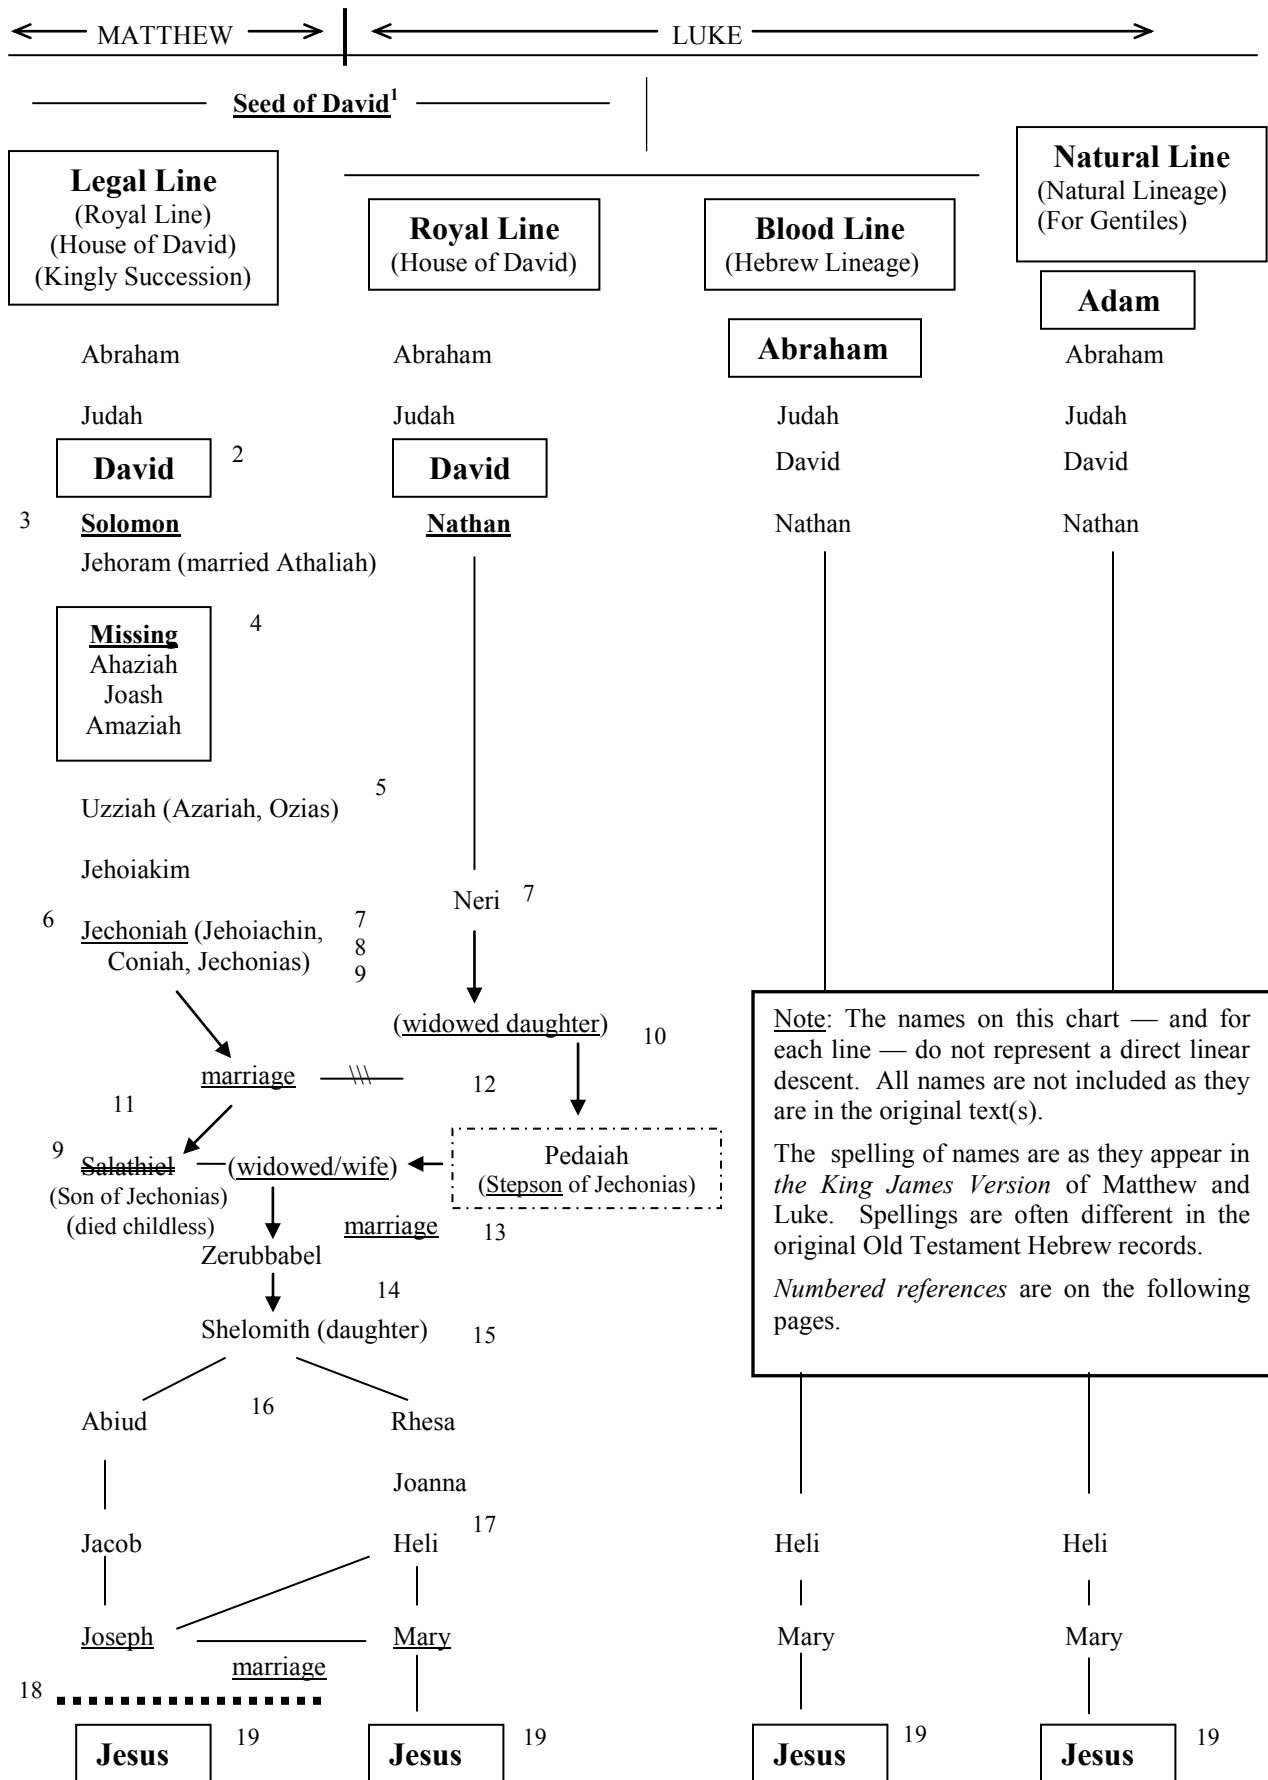 MATTHEW LUKE
Seed of David1
Legal Line
(Royal Line)
(House of David)
(Kingly Succession)
Royal Line
(House of David)
Blood Line
(Hebrew Lineage)
Natural Line
(Natural Lineage)
(For Gentiles)
Adam
Abraham
Abraham Abraham Abraham
Judah Judah Judah Judah
David 2 David David David
3 Solomon Nathan Nathan Nathan
Jehoram (married Athaliah)
Missing 4
Ahaziah
Joash
Amaziah
Uzziah (Azariah, Ozias) 5
Jehoiakim
Neri 7
6 Jechoniah (Jehoiachin, 7
Coniah, Jechonias) 8
9
(widowed daughter) 10
marriage 12
11
9 Salathiel (widowed/wife) Pedaiah
(Son of Jechonias) (Stepson of Jechonias)
(died childless)
marriage 13
Zerubbabel
14
Shelomith (daughter) 15
Note: The names on this chart — and for
each line — do not represent a direct linear
descent. All names are not included as they
are in the original text(s).
The spelling of names are as they appear in
the King James Version of Matthew and
Luke. Spellings are often different in the
original Old Testament Hebrew records.
Numbered references are on the following
pages.
Abiud 16 Rhesa
Joanna
17
Jacob Heli Heli Heli
Joseph Mary Mary Mary
marriage
18
Jesus 19 Jesus 19 Jesus 19 Jesus 19